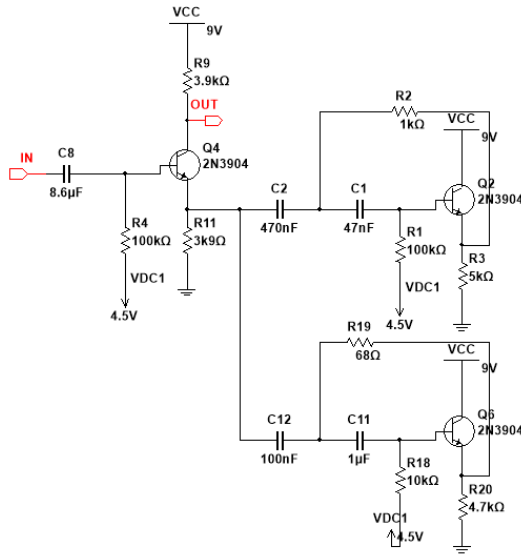 VCC
9V
R9
3.9kΩ
OUT
R2
1kΩ
VCC
9V
IN
C8
8.6µF
Q4
2N3904
C2
470nF
C1
47nF
Q2
2N3904
R4
100kΩ
R11
3k9Ω
R1
100kΩ
R3
5kΩ
VDC1
4.5V
VDC1
4.5V
R19
68Ω
VCC
9V
C12
100nF
C11
1µF
Q6
2N3904
R18
10kΩ
R20
4.7kΩ
VDC1
4.5V